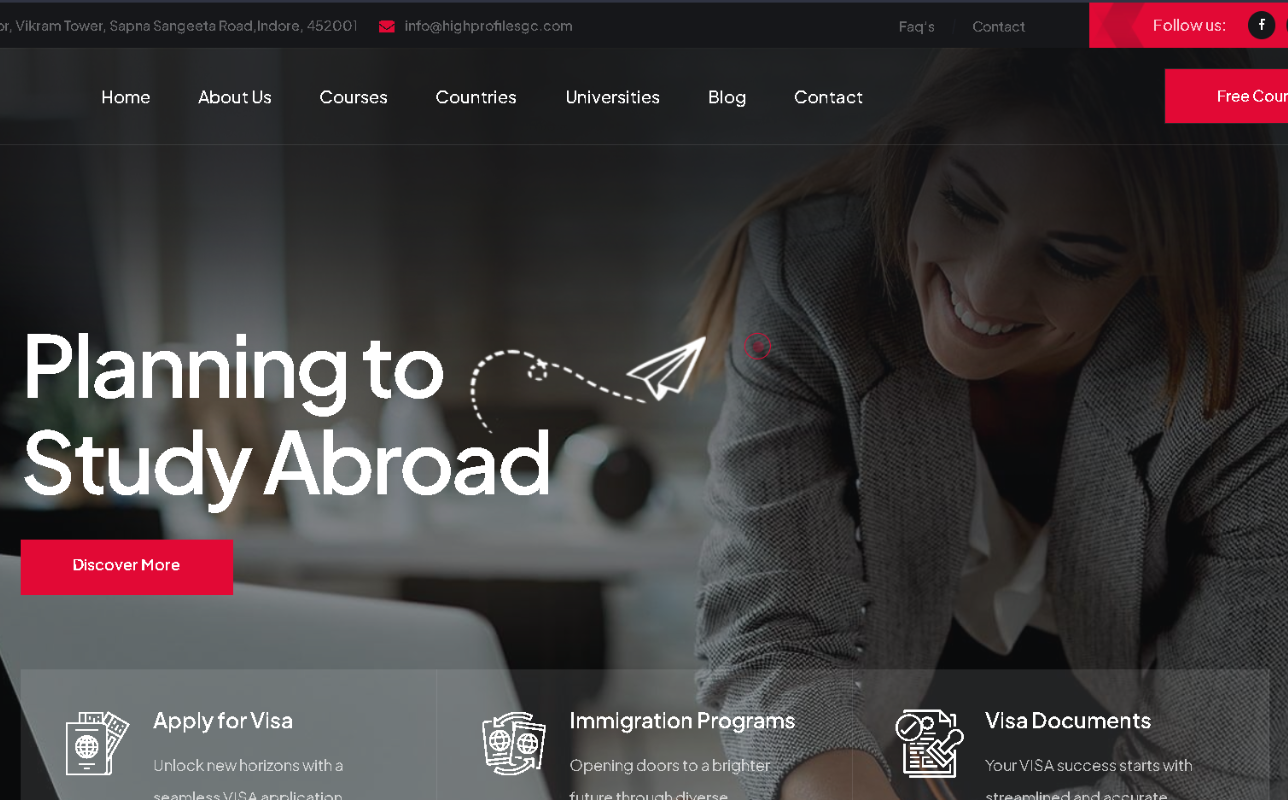 Vikram Tower, Sapna Sangeeta Road,Indore, 452001
info@highprofilesgc.com
Faq's
Contact
Follow us:
Home
About Us
Courses
Countries
Universities
Blog
Contact
Free
Planning to
Study Abroad
Discover More
Apply for Visa
Unlock new horizons with a
seamless VISA application
Immigration Programs
Opening doors to a brighter
future through diverse
Visa Documents
Your VISA success starts with
streamlined and accurate